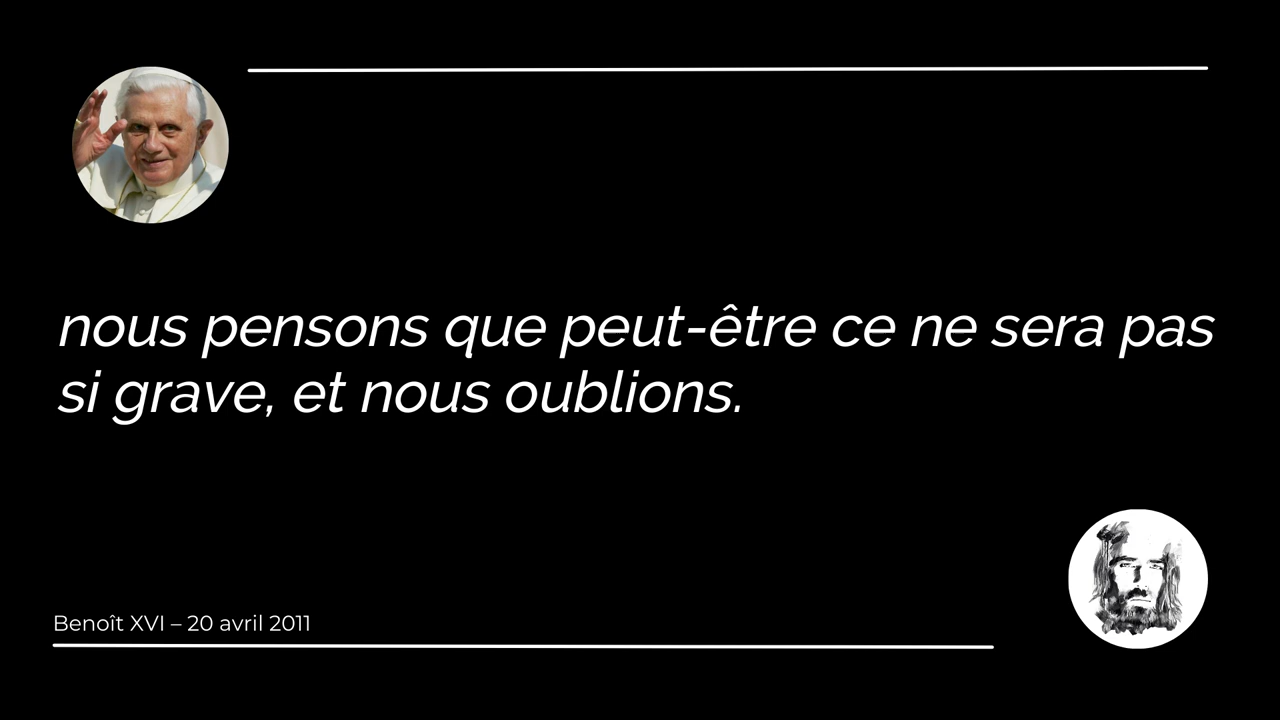 nous pensons que peut-être ce ne sera pas
si grave, et nous oublions.
Benoît XVI – 20 avril 2011